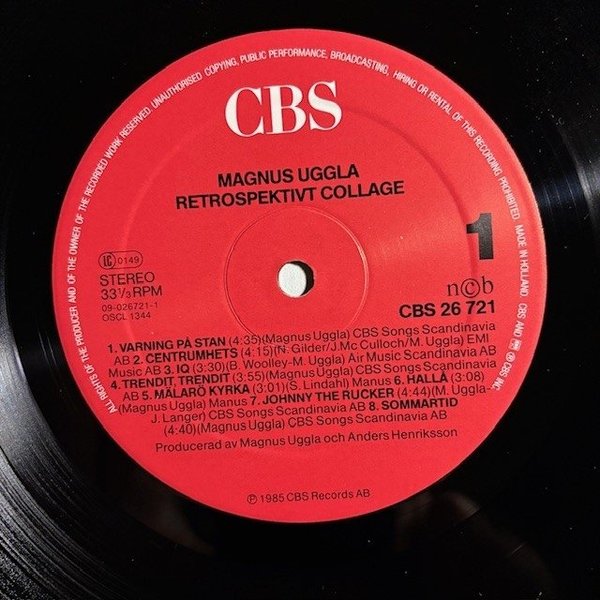 ALL RIGHTS OF THE PRODUCER AND OF THE OWNER OF THE RECORDED WORK RESERVED. UNAUTHORISED COPYING, PUBLIC PERFORMANCE, BROADCASTING, HIRING OR RENTAL OF THIS RECORDING PROHIBITED. MADE IN HOLLAND. CBS AND ℗ CBS INC.
CBS
MAGNUS UGGLA
RETROSPEKTIVT COLLAGE
1
LC 0149
STEREO
33⅓ RPM
09-026721-1
OSCL 1344
n©b
CBS 26 721
1. VARNING PÅ STAN (4:35)(Magnus Uggla) CBS Songs Scandinavia
AB 2. CENTRUMHETS (4:15)(N. Gilder/J.Mc Culloch/M. Uggla) EMI
Music AB 3. IQ (3:30)(B. Woolley-M. Uggla) Air Music Scandinavia AB
4. TRENDIT, TRENDIT (3:55)(Magnus Uggla) CBS Songs Scandinavia
AB 5. MÄLARÖ KYRKA (3:01)(S. Lindahl) Manus 6. HALLÅ (3:08)
(Magnus Uggla) Manus 7. JOHNNY THE RUCKER (4:44)(M. Uggla-
J. Langer) CBS Songs Scandinavia AB 8. SOMMARTID
(4:40)(Magnus Uggla) CBS Songs Scandinavia AB
Producerad av Magnus Uggla och Anders Henriksson
℗ 1985 CBS Records AB